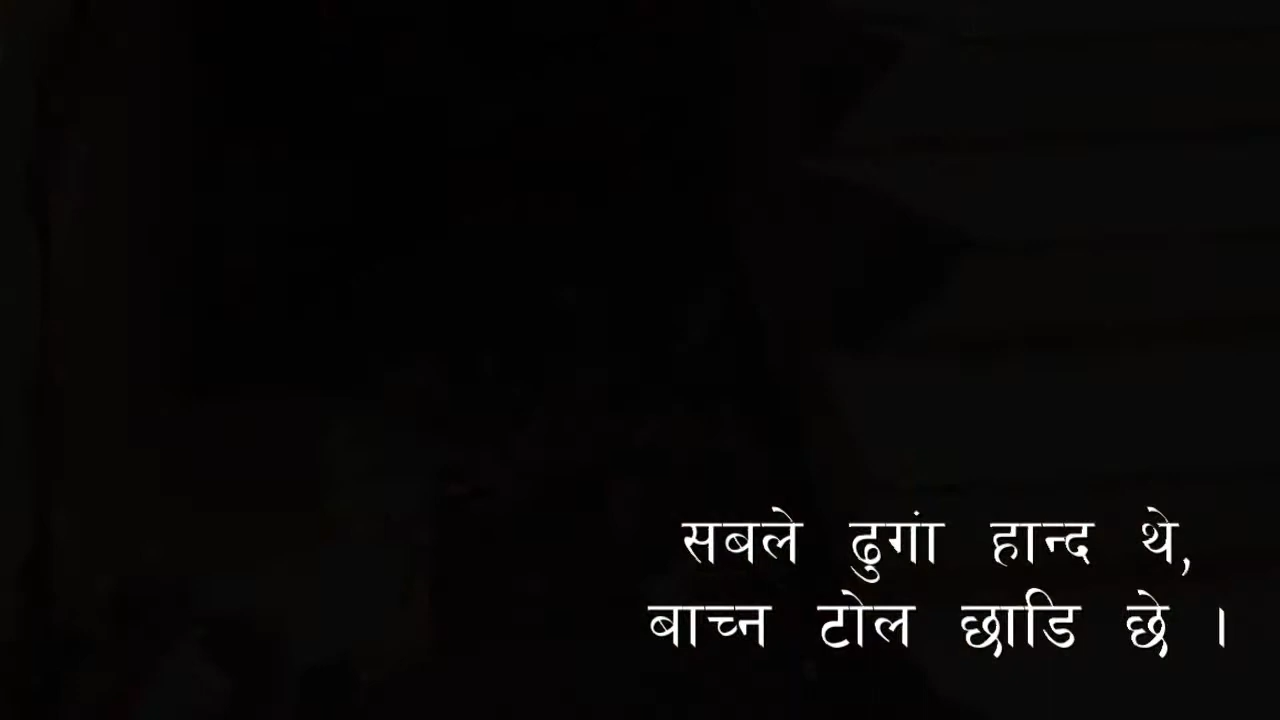 सबले ढुगां हान्द थे,
बाच्न टोल छाडि छे ।